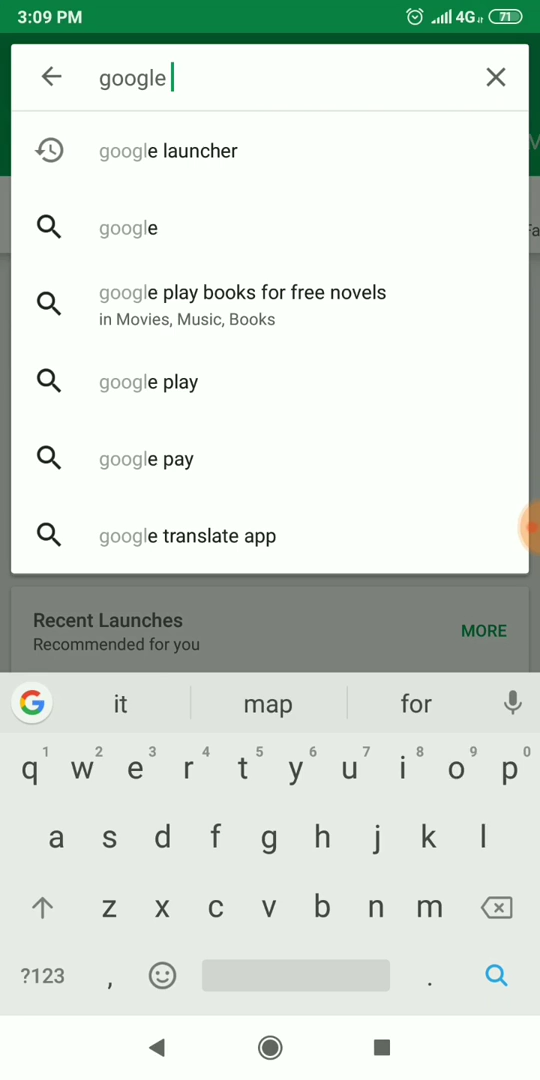 3:09 PM 4G 71
google
google launcher
google
google play books for free novels
in Movies, Music, Books
google play
google pay
google translate app
Recent Launches
MORE
Recommended for you
G it map for
1 2 3 4 5 6 7 8 9 0
q w e r t y u i o p
a s d f g h j k l
z x c v b n m
?123 , .